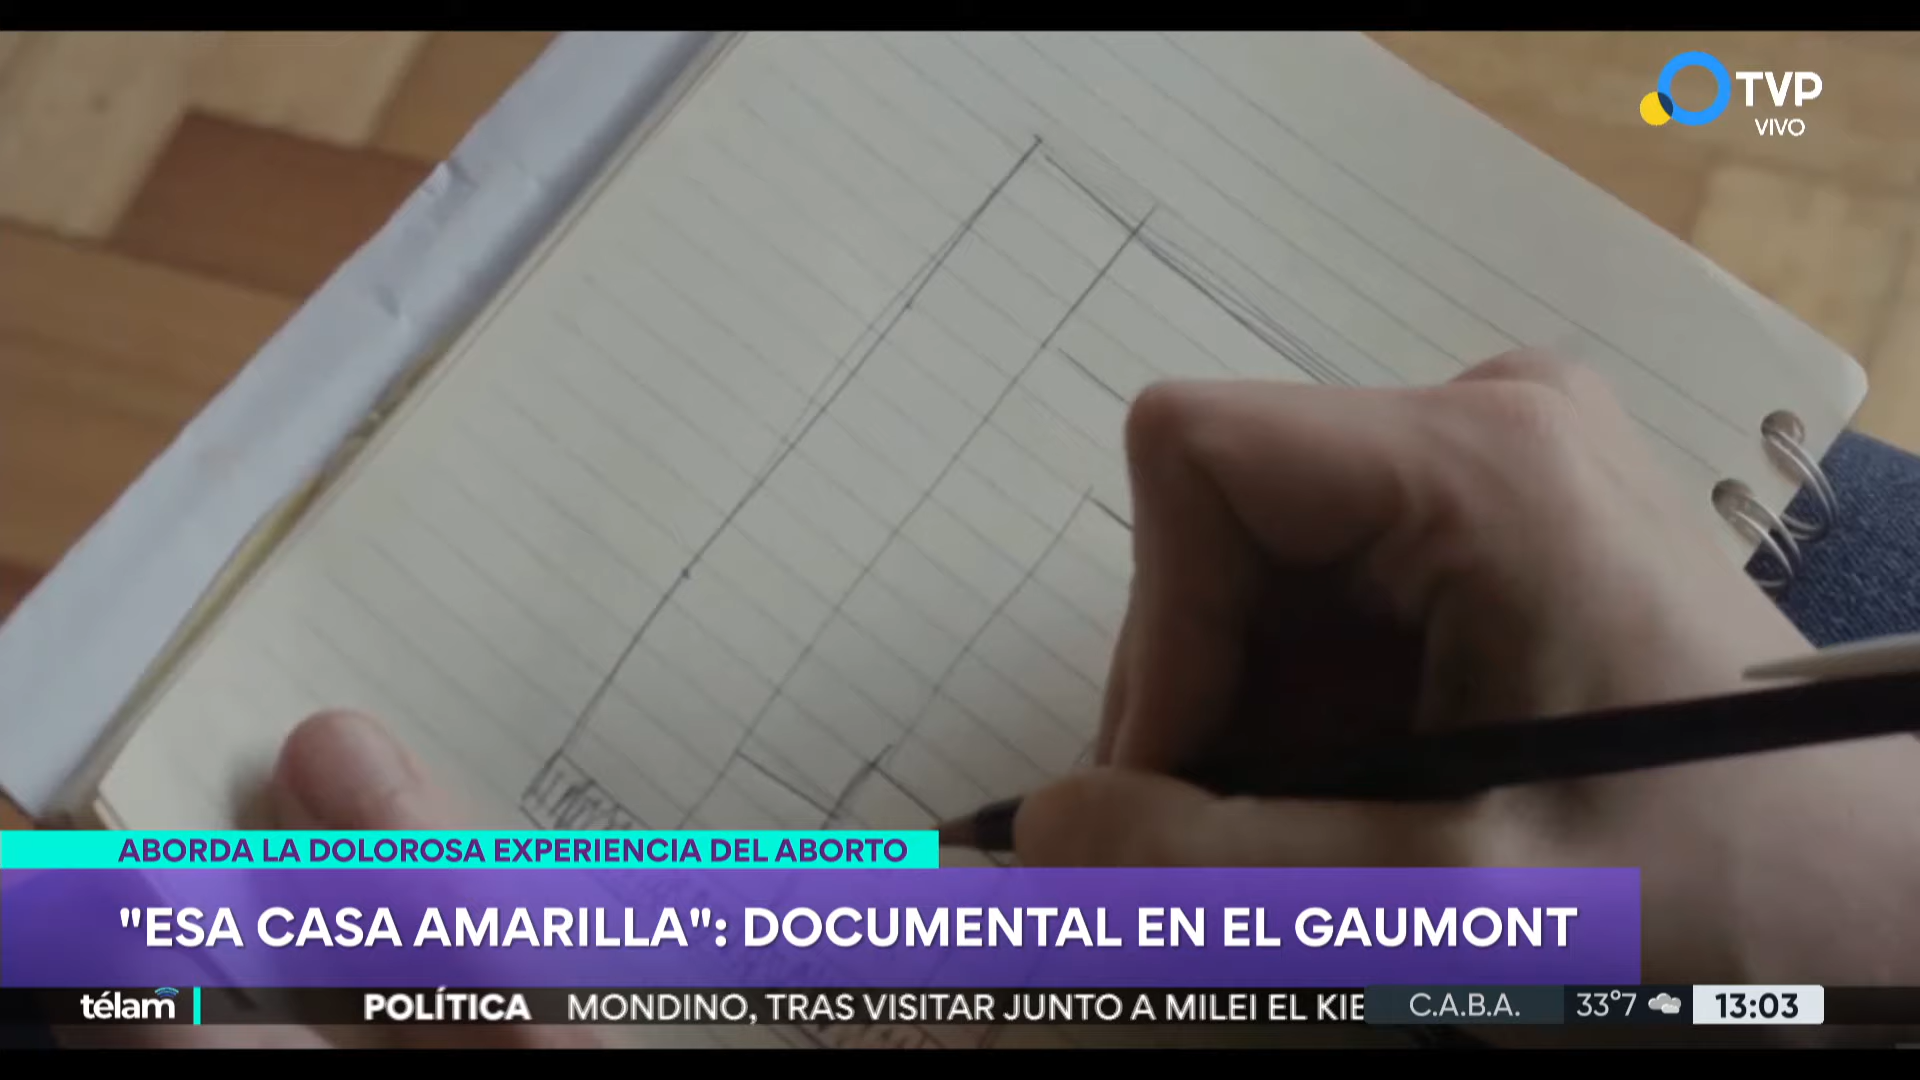 TVP
VIVO
ABORDA LA DOLOROSA EXPERIENCIA DEL ABORTO
"ESA CASA AMARILLA": DOCUMENTAL EN EL GAUMONT
télam
POLÍTICA MONDINO, TRAS VISITAR JUNTO A MILEI EL KIE
C.A.B.A. 33°7 13:03